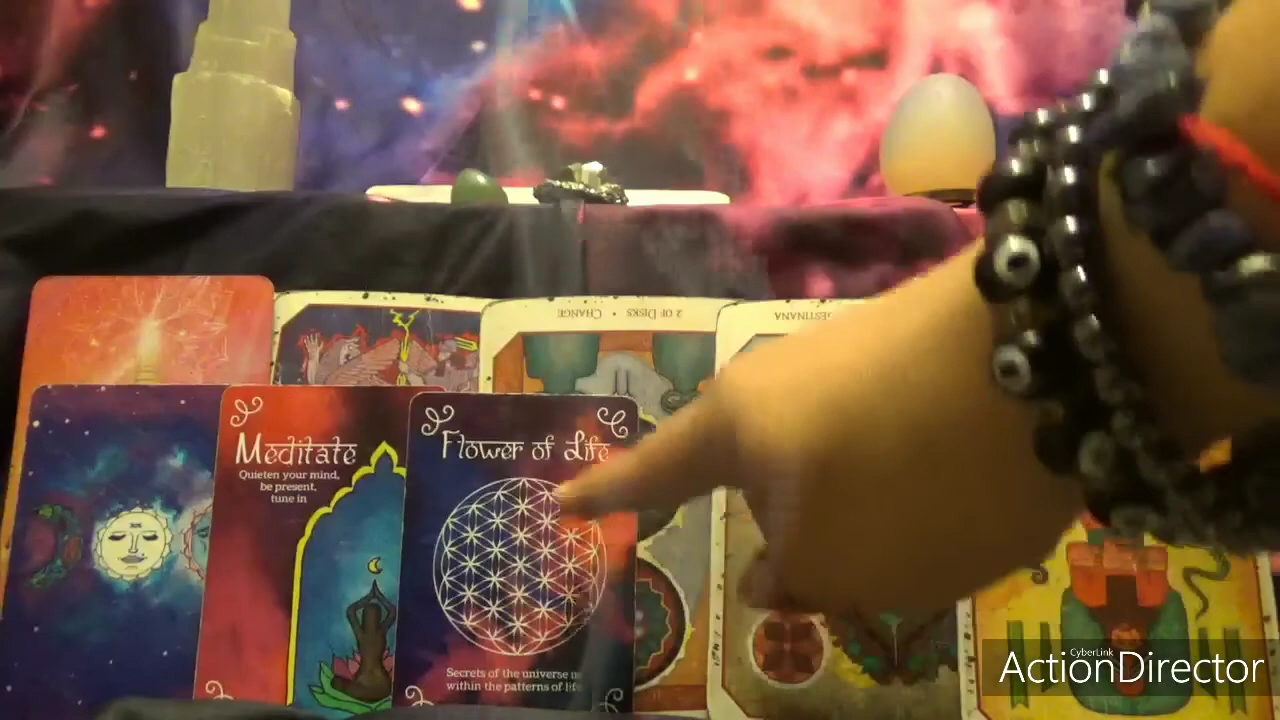 2 OF DISKS • CHANGE
Meditate
Quieten your mind,
be present,
tune in
Flower of Life
Secrets of the universe
within the patterns of life
CyberLink
ActionDirector